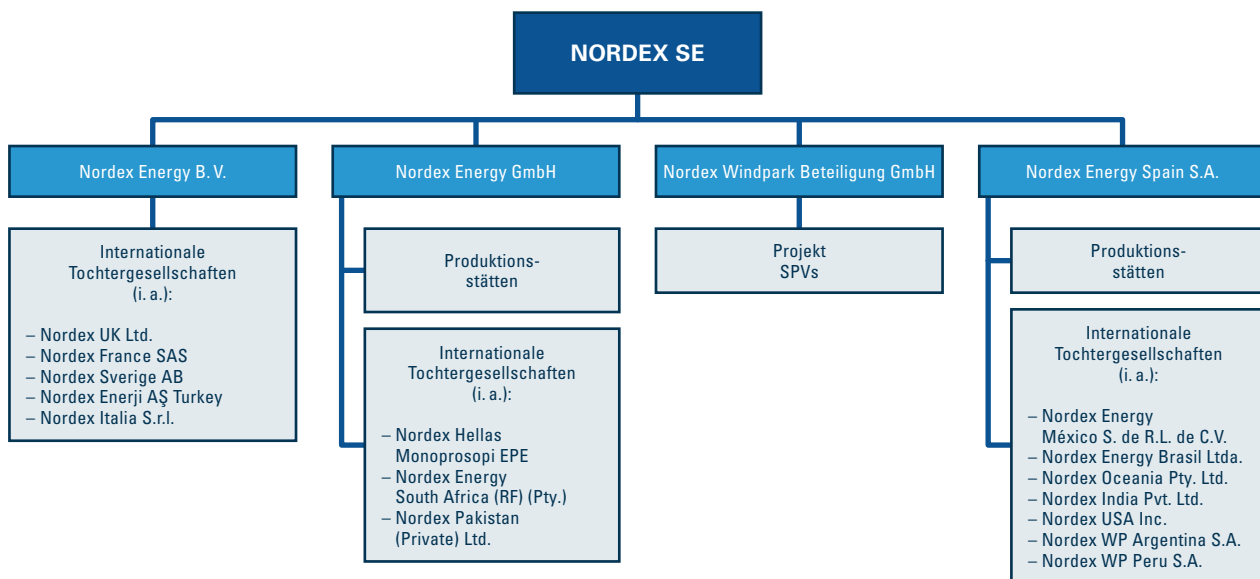 NORDEX SE
Nordex Energy B. V.
Internationale
Tochtergesellschaften
(i. a.):
– Nordex UK Ltd.
– Nordex France SAS
– Nordex Sverige AB
– Nordex Enerji AŞ Turkey
– Nordex Italia S.r.l.
Nordex Energy GmbH
Produktions-
stätten
Internationale
Tochtergesellschaften
(i. a.):
– Nordex Hellas
Monoprosopi EPE
– Nordex Energy
South Africa (RF) (Pty.)
– Nordex Pakistan
(Private) Ltd.
Nordex Windpark Beteiligung GmbH
Projekt
SPVs
Nordex Energy Spain S.A.
Produktions-
stätten
Internationale
Tochtergesellschaften
(i. a.):
– Nordex Energy
México S. de R.L. de C.V.
– Nordex Energy Brasil Ltda.
– Nordex Oceania Pty. Ltd.
– Nordex India Pvt. Ltd.
– Nordex USA Inc.
– Nordex WP Argentina S.A.
– Nordex WP Peru S.A.